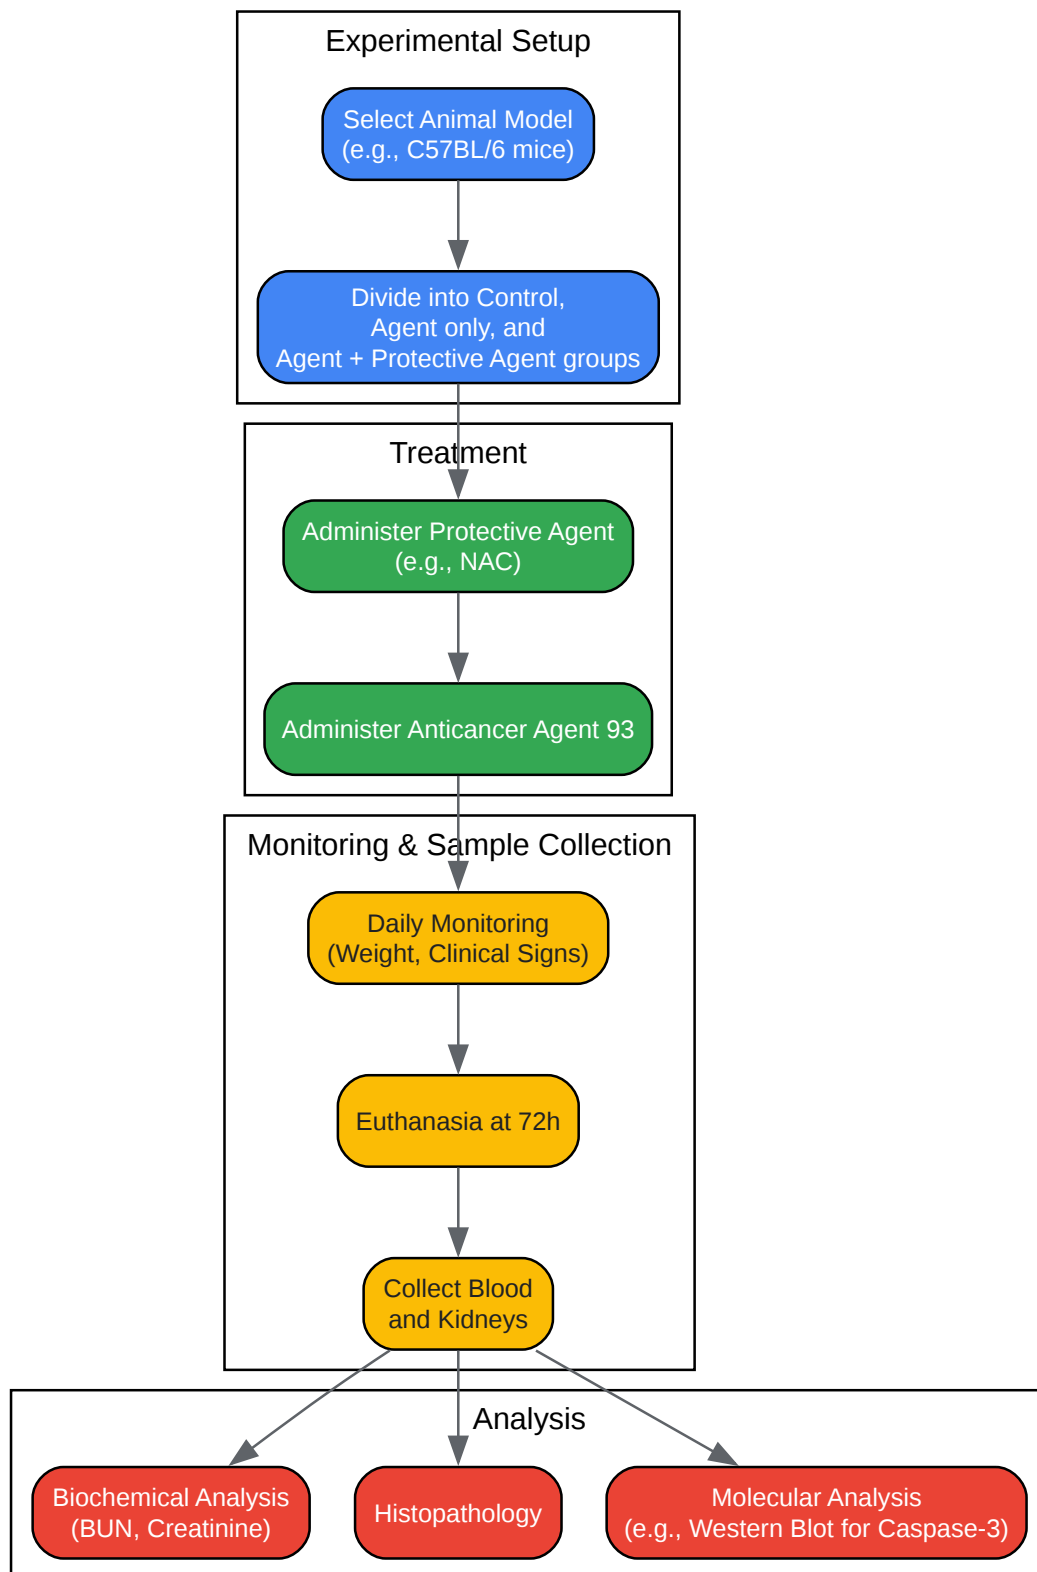 Experimental Setup
Select Animal Model
(e.g., C57BL/6 mice)
Divide into Control,
Agent only, and
Agent + Protective Agent groups
Treatment
Administer Protective Agent
(e.g., NAC)
Administer Anticancer Agent 93
Monitoring & Sample Collection
Daily Monitoring
(Weight, Clinical Signs)
Euthanasia at 72h
Collect Blood
and Kidneys
Analysis
Biochemical Analysis
(BUN, Creatinine)
Histopathology
Molecular Analysis
(e.g., Western Blot for Caspase-3)